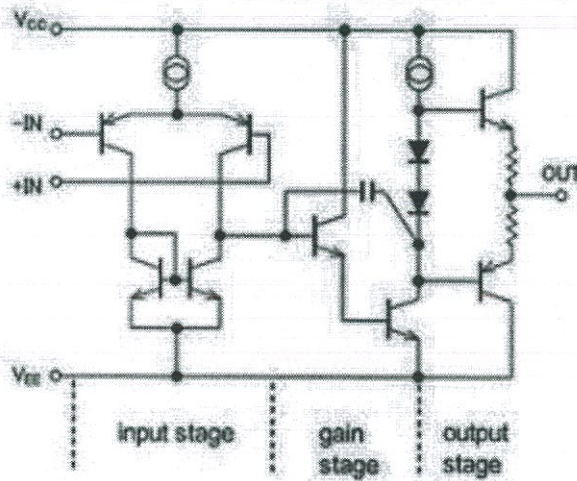 VCC
−IN
+IN
OUT
VEE
input stage
gain
stage
output
stage